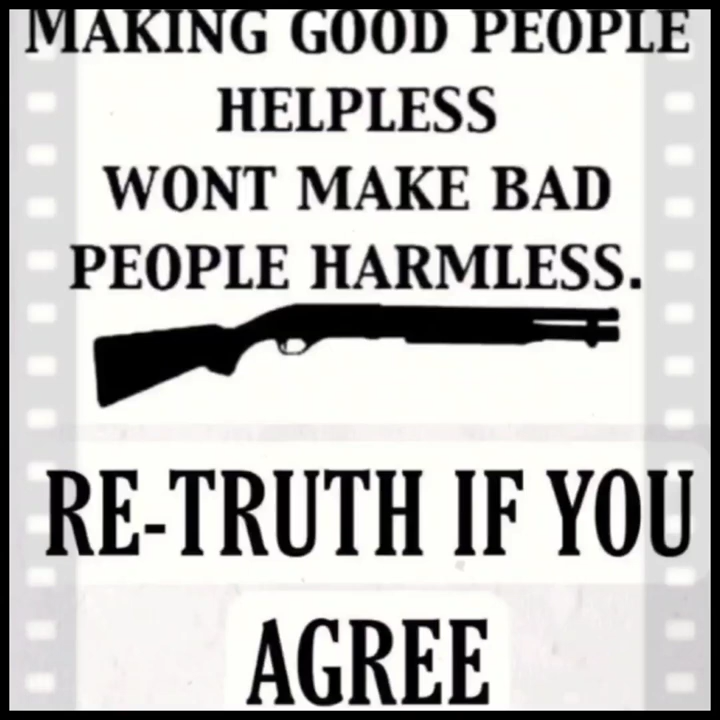 MAKING GOOD PEOPLE
HELPLESS
WONT MAKE BAD
PEOPLE HARMLESS.
RE-TRUTH IF YOU
AGREE